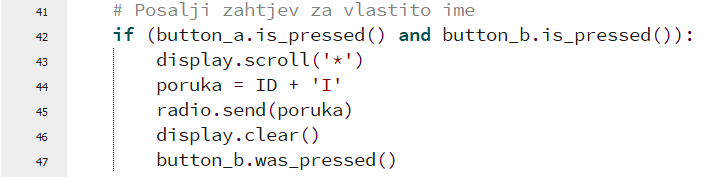 41 # Posalji zahtjev za vlastito ime
42 if (button_a.is_pressed() and button_b.is_pressed()):
43 display.scroll('*')
44 poruka = ID + 'I'
45 radio.send(poruka)
46 display.clear()
47 button_b.was_pressed()